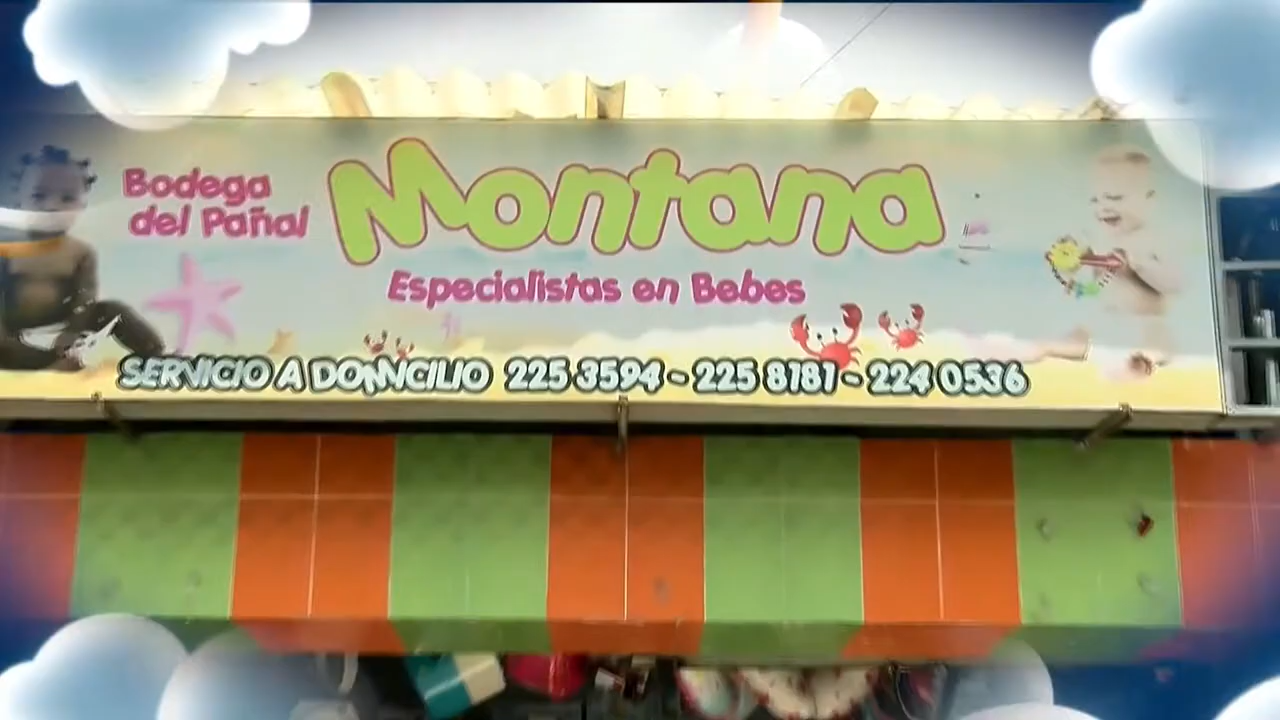 Bodega
del Pañal
Montana
Especialistas en Bebes
SERVICIO A DOMICILIO 225 3594 - 225 8181 - 224 0536